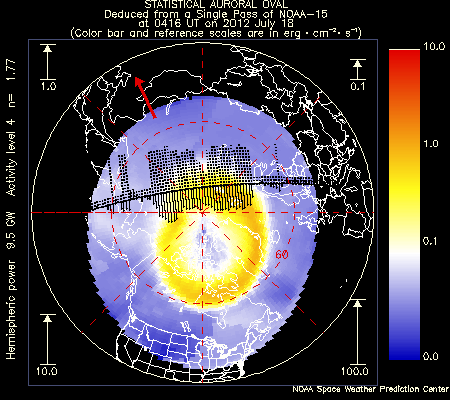 STATISTICAL AURORAL OVAL
Deduced from a Single Pass of NOAA-15
at 0416 UT on 2012 July 18
(Color bar and reference scales are in erg · cm⁻² · s⁻¹)
Hemispheric power 9.5 GW Activity level 4 n= 1.77
1.0
0.1
10.0
100.0
60
10.0
1.0
0.1
0.0
NOAA Space Weather Prediction Center